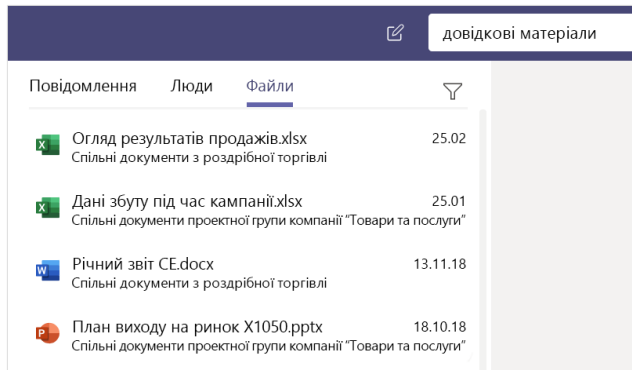 довідкові матеріали
Повідомлення Люди Файли
Огляд результатів продажів.xlsx 25.02
Спільні документи з роздрібної торгівлі
Дані збуту під час кампанії.xlsx 25.01
Спільні документи проектної групи компанії "Товари та послуги"
Річний звіт CE.docx 13.11.18
Спільні документи з роздрібної торгівлі
План виходу на ринок X1050.pptx 18.10.18
Спільні документи проектної групи компанії "Товари та послуги"